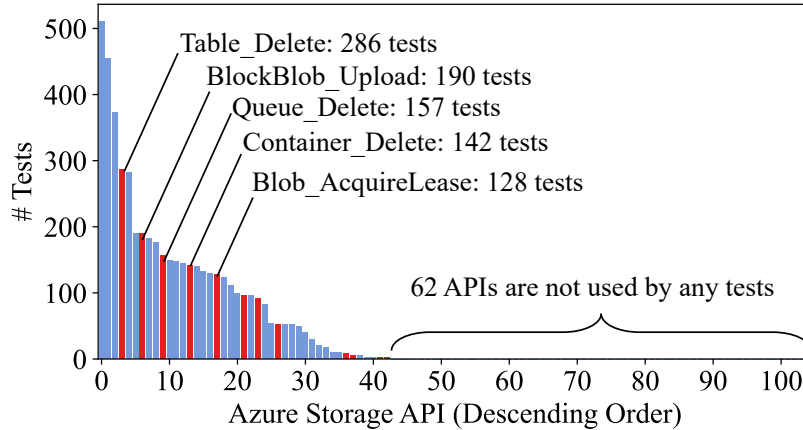 500
Table_Delete: 286 tests
BlockBlob_Upload: 190 tests
400
Queue_Delete: 157 tests
Container_Delete: 142 tests
300
Blob_AcquireLease: 128 tests
# Tests
200
62 APIs are not used by any tests
100
0
0 10 20 30 40 50 60 70 80 90 100
Azure Storage API (Descending Order)